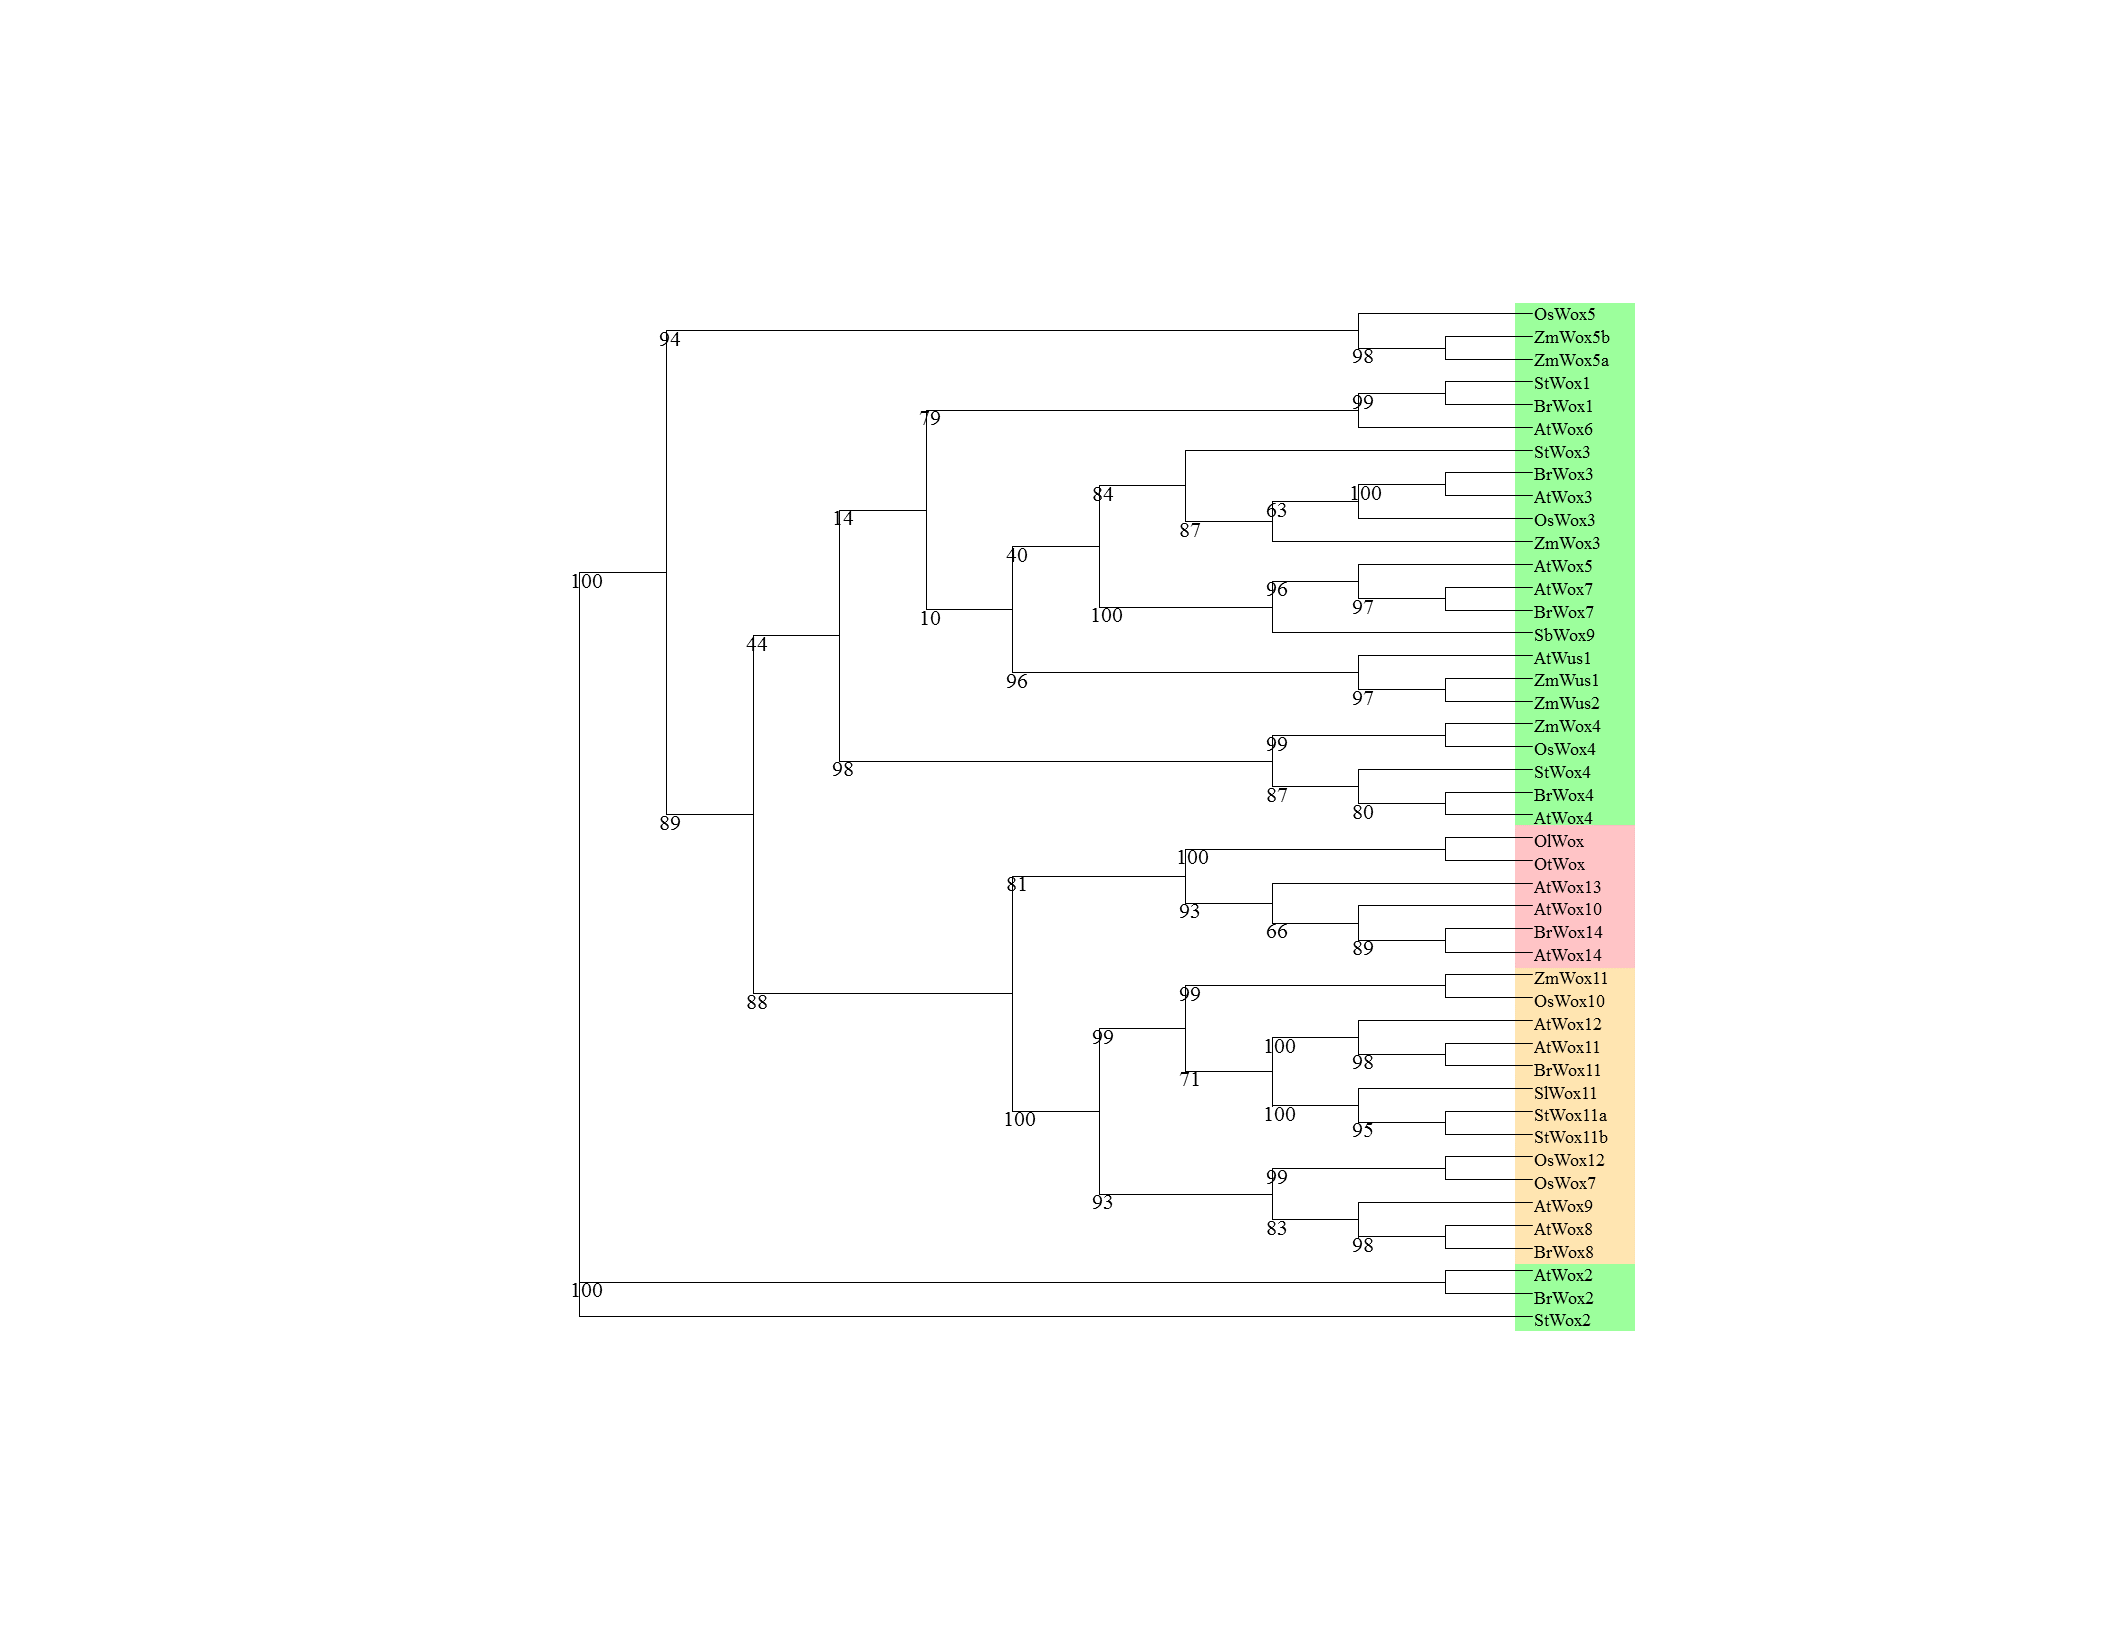 OsWox5
ZmWox5b
94
98
ZmWox5a
StWox1
99
BrWox1
79
AtWox6
StWox3
BrWox3
84
100
AtWox3
63
14
OsWox3
87
ZmWox3
40
AtWox5
100
96
AtWox7
97
BrWox7
100
10
SbWox9
44
AtWus1
96
ZmWus1
97
ZmWus2
ZmWox4
99
OsWox4
98
StWox4
87
BrWox4
80
89
AtWox4
OlWox
100
OtWox
81
AtWox13
93
AtWox10
66
BrWox14
89
AtWox14
ZmWox11
99
88
OsWox10
AtWox12
99
100
AtWox11
98
BrWox11
71
SlWox11
100
100
StWox11a
95
StWox11b
OsWox12
99
OsWox7
93
AtWox9
83
AtWox8
98
BrWox8
AtWox2
100
BrWox2
StWox2